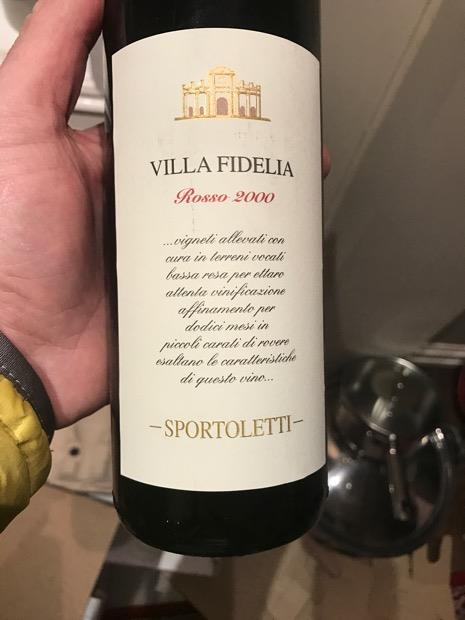 VILLA FIDELIA
Rosso 2000
...vigneti allevati con
cura in terreni vocati
bassa resa per ettaro
attenta vinificazione
affinamento per
dodici mesi in
piccoli carati di rovere
esaltano le caratteristiche
di questo vino...
-SPORTOLETTI-